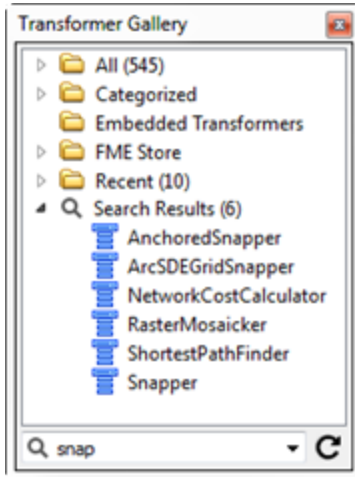 Transformer Gallery
All (545)
Categorized
Embedded Transformers
FME Store
Recent (10)
Search Results (6)
AnchoredSnapper
ArcSDEGridSnapper
NetworkCostCalculator
RasterMosaicker
ShortestPathFinder
Snapper
snap